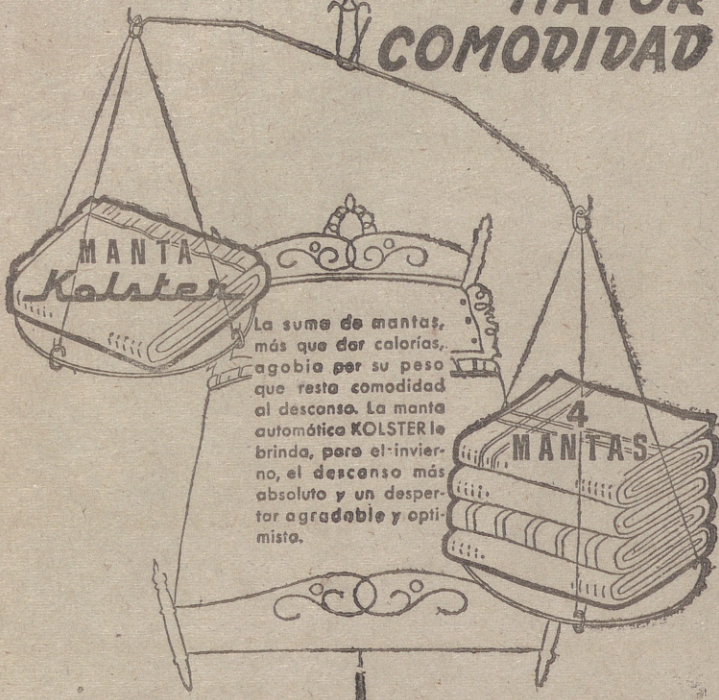 MAYOR
COMODIDAD
MANTA
Kolster
La suma de mantas,
más que dar calorías,
agobia por su peso
que resta comodidad
al descanso. La manta
automática KOLSTER le
brinda, para el invier-
no, el descanso más
absoluto y un desper-
tar agradable y opti-
mista.
4
MANTAS